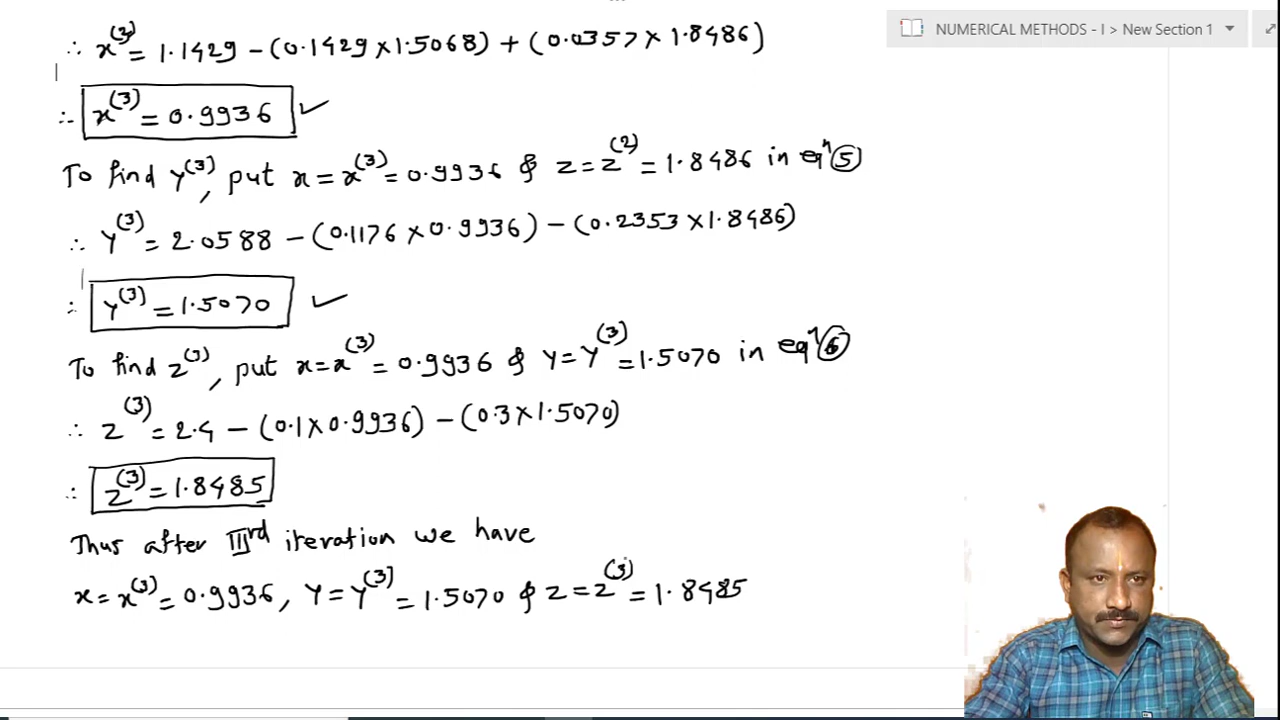 NUMERICAL METHODS - I > New Section 1
∴ x⁽³⁾ = 1.1429 - (0.1429 × 1.5068) + (0.0357 × 1.8486)
∴ x⁽³⁾ = 0.9936 ✓
To find y⁽³⁾, put x = x⁽³⁾ = 0.9936 & z = z⁽²⁾ = 1.8486 in eqⁿ ⑤
∴ y⁽³⁾ = 2.0588 - (0.1176 × 0.9936) - (0.2353 × 1.8486)
∴ y⁽³⁾ = 1.5070 ✓
To find z⁽³⁾, put x = x⁽³⁾ = 0.9936 & y = y⁽³⁾ = 1.5070 in eqⁿ ⑥
∴ z⁽³⁾ = 2.4 - (0.1 × 0.9936) - (0.3 × 1.5070)
∴ z⁽³⁾ = 1.8485
Thus after IIIrd iteration we have
x = x⁽³⁾ = 0.9936, y = y⁽³⁾ = 1.5070 & z = z⁽³⁾ = 1.8485